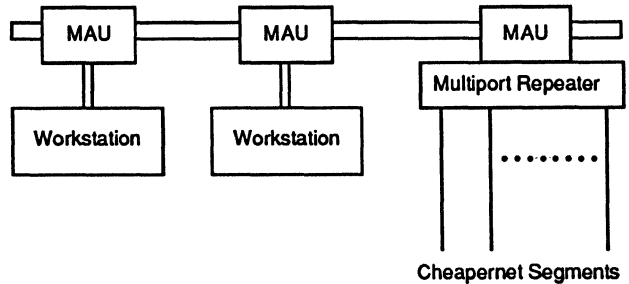 MAU
MAU
MAU
Multiport Repeater
Workstation
Workstation
Cheapernet Segments